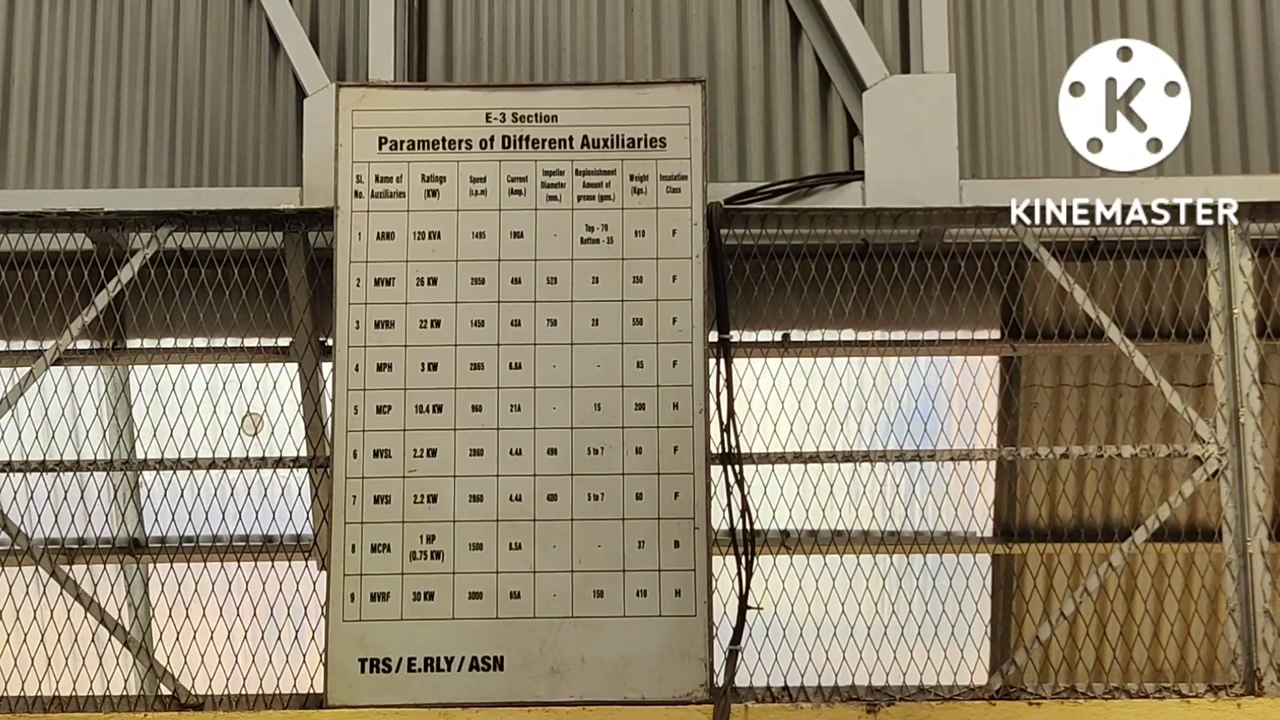 E-3 Section
Parameters of Different Auxiliaries
Sl. No. Name of Auxiliaries Ratings (KW) Speed (r.p.m) Current (Amp.) Impeller Diameter (mm.) Replenishment Amount of grease (gms.) Weight (Kgs.) Insulation Class
1 ARNO 120 KVA 1495 190A - Top - 70 Bottom - 35 910 F
2 MVMT 26 KW 2950 49A 528 28 350 F
3 MVRH 22 KW 1450 43A 750 28 550 F
4 MPH 3 KW 2865 6.8A - - 85 F
5 MCP 10.4 KW 960 21A - 15 200 H
6 MVSL 2.2 KW 2860 4.4A 5 to 7 60 F
7 MVSI 2.2 KW 2860 4.4A 400 5 to 7 60 F
8 MCPA 1 HP (0.75 KW) 1500 6.5A - - 37 B
9 MVRF 30 KW 3000 65A - 150 410 H
TRS / E.RLY / ASN
K
KINEMASTER